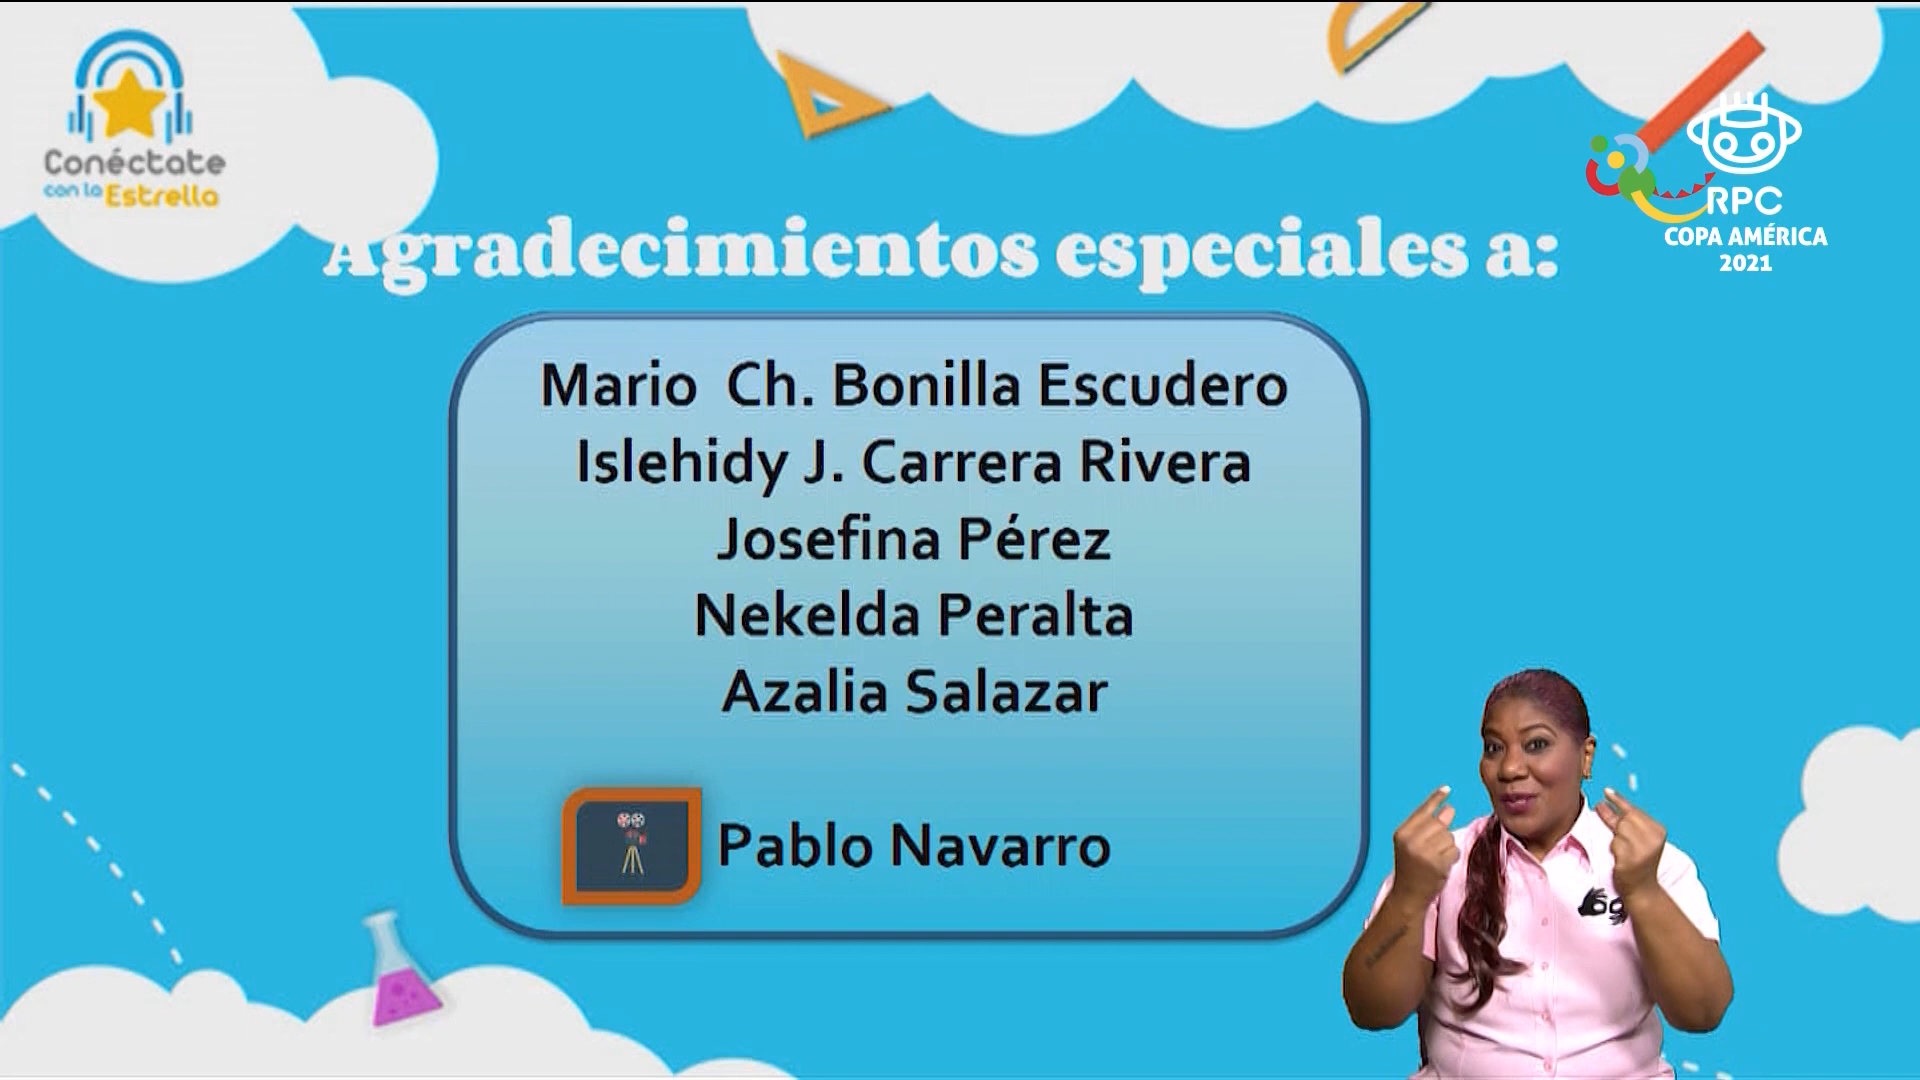 Conéctate
con la Estrella
RPC
COPA AMÉRICA
2021
Agradecimientos especiales a:
Mario Ch. Bonilla Escudero
Islehidy J. Carrera Rivera
Josefina Pérez
Nekelda Peralta
Azalia Salazar
Pablo Navarro